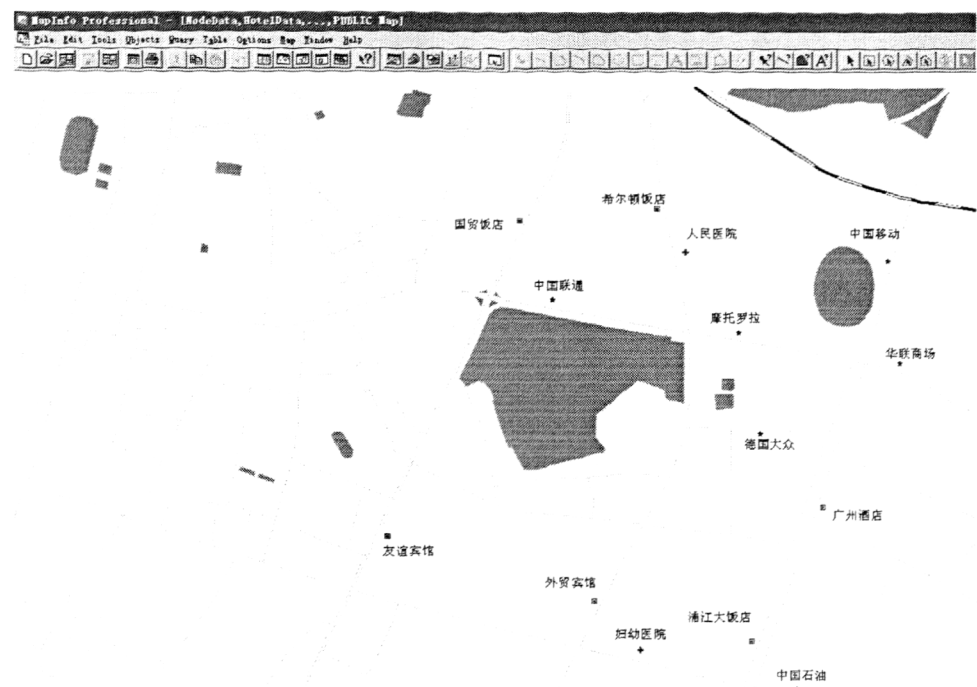 MapInfo Professional - [NodeData,HotelData,...,PUBLIC Map]
File Edit Tools Objects Query Table Options Map Window Help
希尔顿饭店
国贸饭店
人民医院
中国移动
中国联通
摩托罗拉
华联商场
德国大众
广州酒店
友谊宾馆
外贸宾馆
浦江大饭店
妇幼医院
中国石油